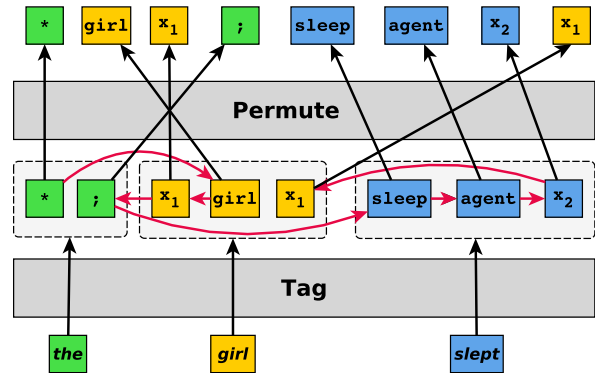 * girl x₁ ; sleep agent x₂ x₁
Permute
* ; x₁ girl x₁ sleep agent x₂
Tag
the girl slept